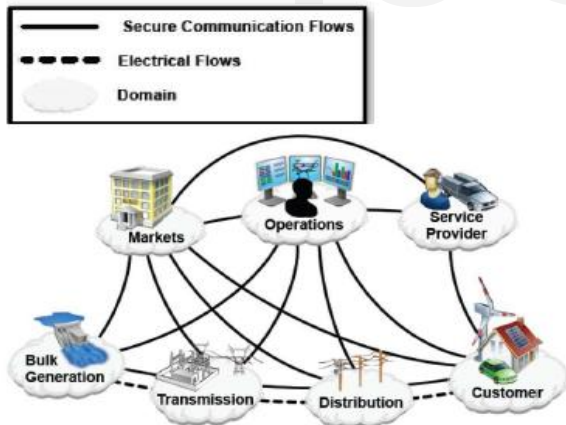 Secure Communication Flows
Electrical Flows
Domain
Markets
Operations
Service
Provider
Bulk
Generation
Transmission
Distribution
Customer